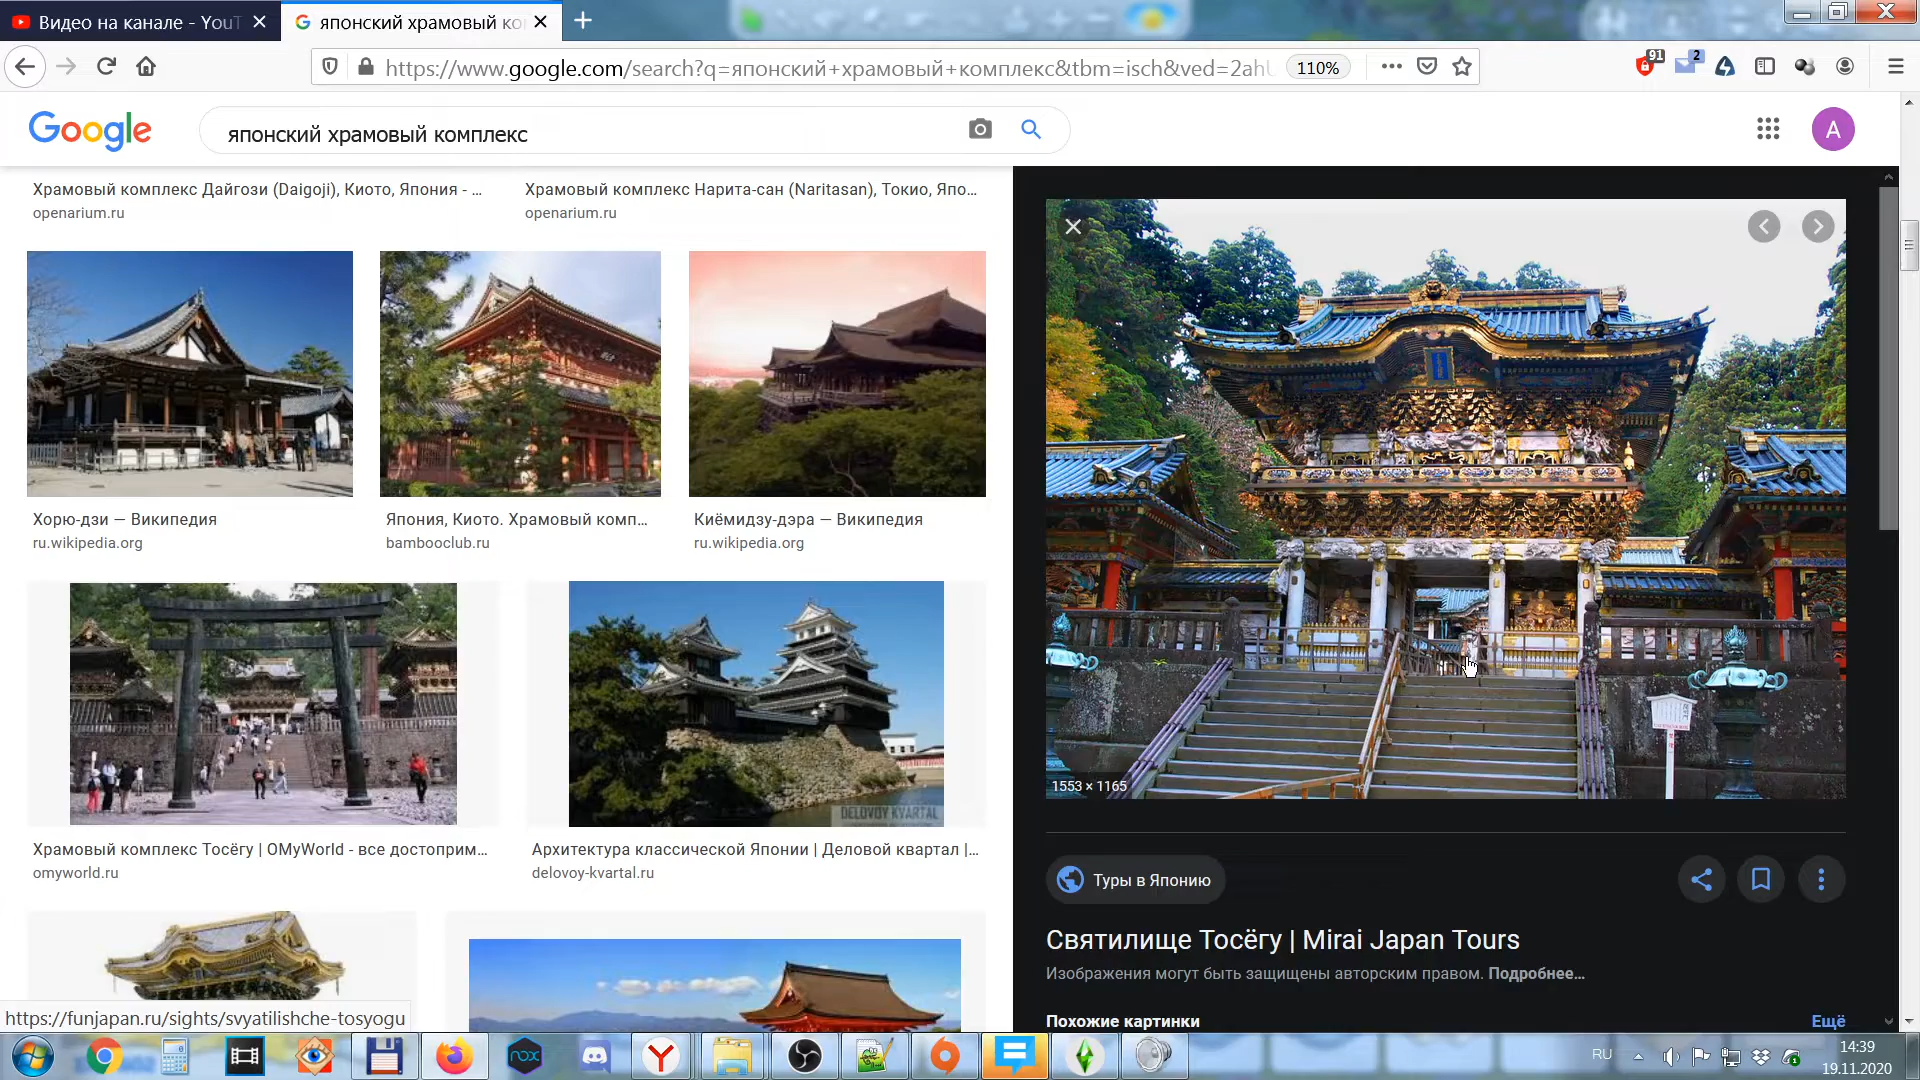 Видео на канале - YouT
японский храмовый ко
https://www.google.com/search?q=японский+храмовый+комплекс&tbm=isch&ved=2ahU
110%
91
2
Google
японский храмовый комплекс
A
Храмовый комплекс Дайгози (Daigoji), Киото, Япония - ...
openarium.ru
Храмовый комплекс Нарита-сан (Naritasan), Токио, Япо...
openarium.ru
Хорю-дзи — Википедия
ru.wikipedia.org
Япония, Киото. Храмовый комп...
bambooclub.ru
Киёмидзу-дэра — Википедия
ru.wikipedia.org
DELOVOY KVARTAL
Храмовый комплекс Тосёгу | OMyWorld - все достоприм...
omyworld.ru
Архитектура классической Японии | Деловой квартал |...
delovoy-kvartal.ru
1553 × 1165
Туры в Японию
Святилище Тосёгу | Mirai Japan Tours
Изображения могут быть защищены авторским правом. Подробнее...
Похожие картинки
Ещё
https://funjapan.ru/sights/svyatilishche-tosyogu
nox
RU
14:39
19.11.2020